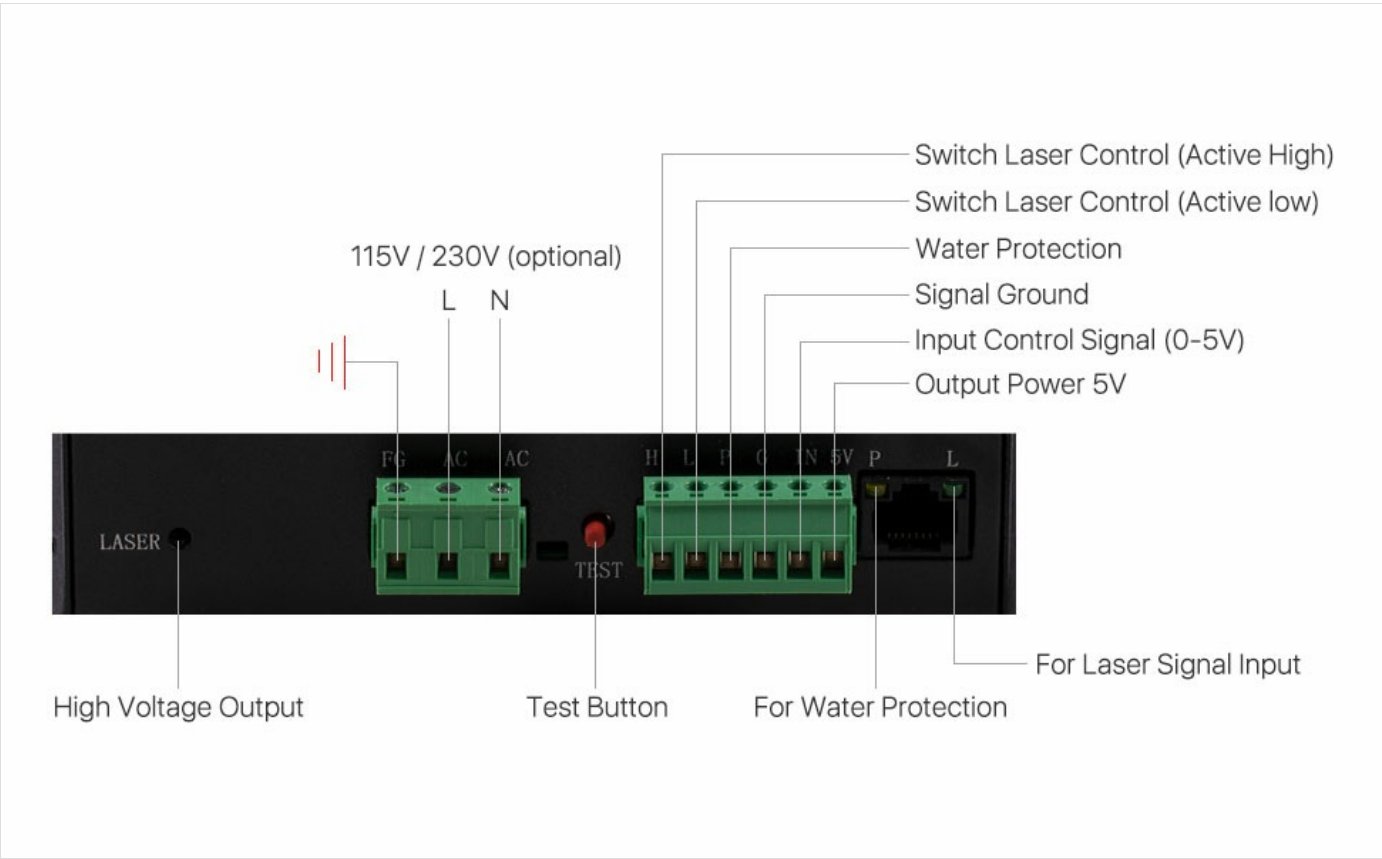 Switch Laser Control (Active High)
Switch Laser Control (Active low)
Water Protection
Signal Ground
Input Control Signal (0-5V)
Output Power 5V
115V / 230V (optional)
L N
FG AC AC
H L P G IN 5V P L
LASER
TEST
For Laser Signal Input
High Voltage Output
Test Button
For Water Protection